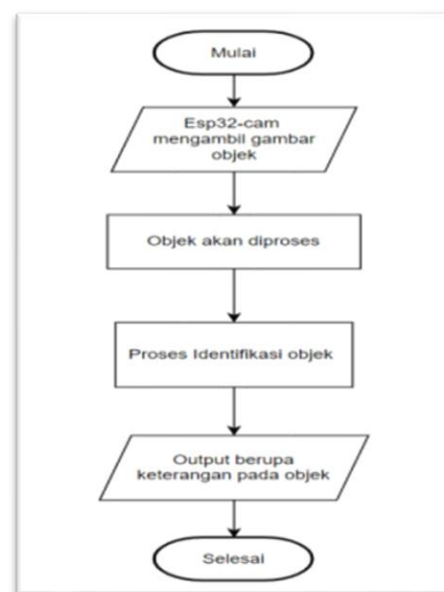 Mulai
Esp32-cam
mengambil gambar
objek
Objek akan diproses
Proses Identifikasi objek
Output berupa
keterangan pada objek
Selesai